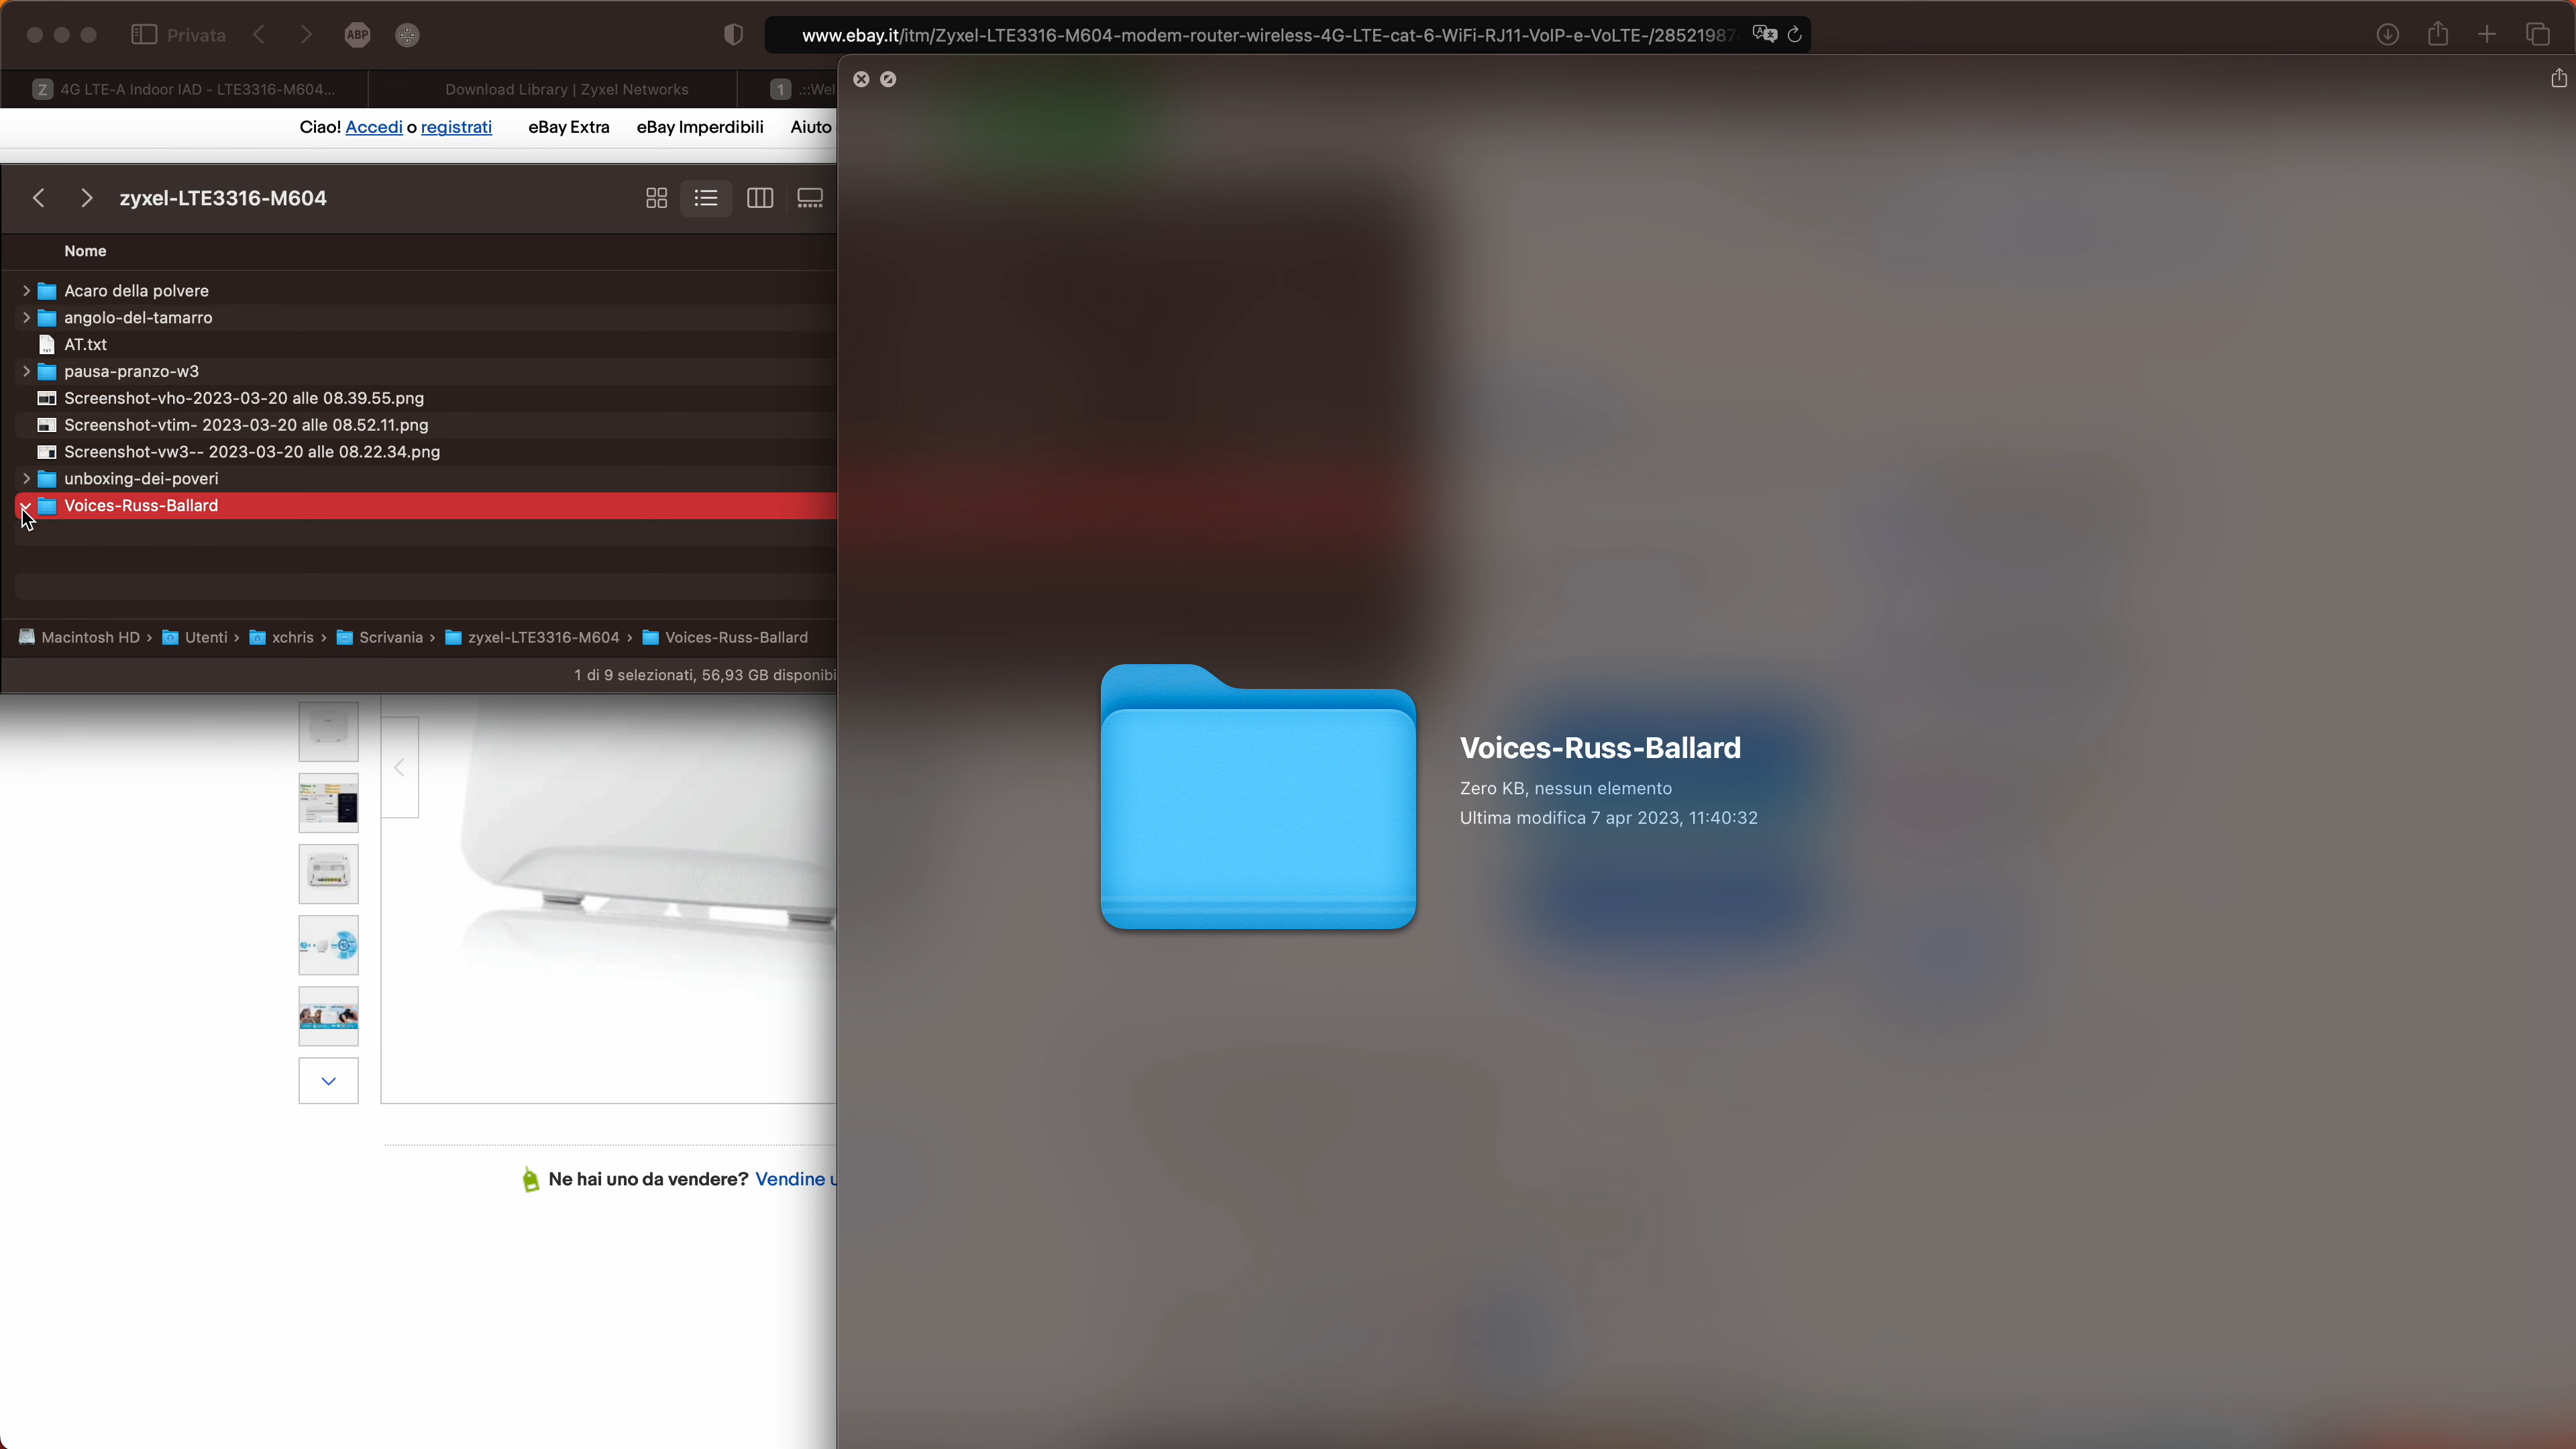 Privata
ABP
www.ebay.it/itm/Zyxel-LTE3316-M604-modem-router-wireless-4G-LTE-cat-6-WiFi-RJ11-VoIP-e-VoLTE-/28521987
Z 4G LTE-A Indoor IAD - LTE3316-M604...
Download Library | Zyxel Networks
1 .::Wel
Ciao! Accedi o registrati eBay Extra eBay Imperdibili Aiuto
zyxel-LTE3316-M604
Nome
Acaro della polvere
angolo-del-tamarro
AT.txt
pausa-pranzo-w3
Screenshot-vho-2023-03-20 alle 08.39.55.png
Screenshot-vtim- 2023-03-20 alle 08.52.11.png
Screenshot-vw3-- 2023-03-20 alle 08.22.34.png
unboxing-dei-poveri
Voices-Russ-Ballard
Macintosh HD › Utenti › xchris › Scrivania › zyxel-LTE3316-M604 › Voices-Russ-Ballard
1 di 9 selezionati, 56,93 GB disponibi
Voices-Russ-Ballard
Zero KB, nessun elemento
Ultima modifica 7 apr 2023, 11:40:32
Ne hai uno da vendere? Vendine u